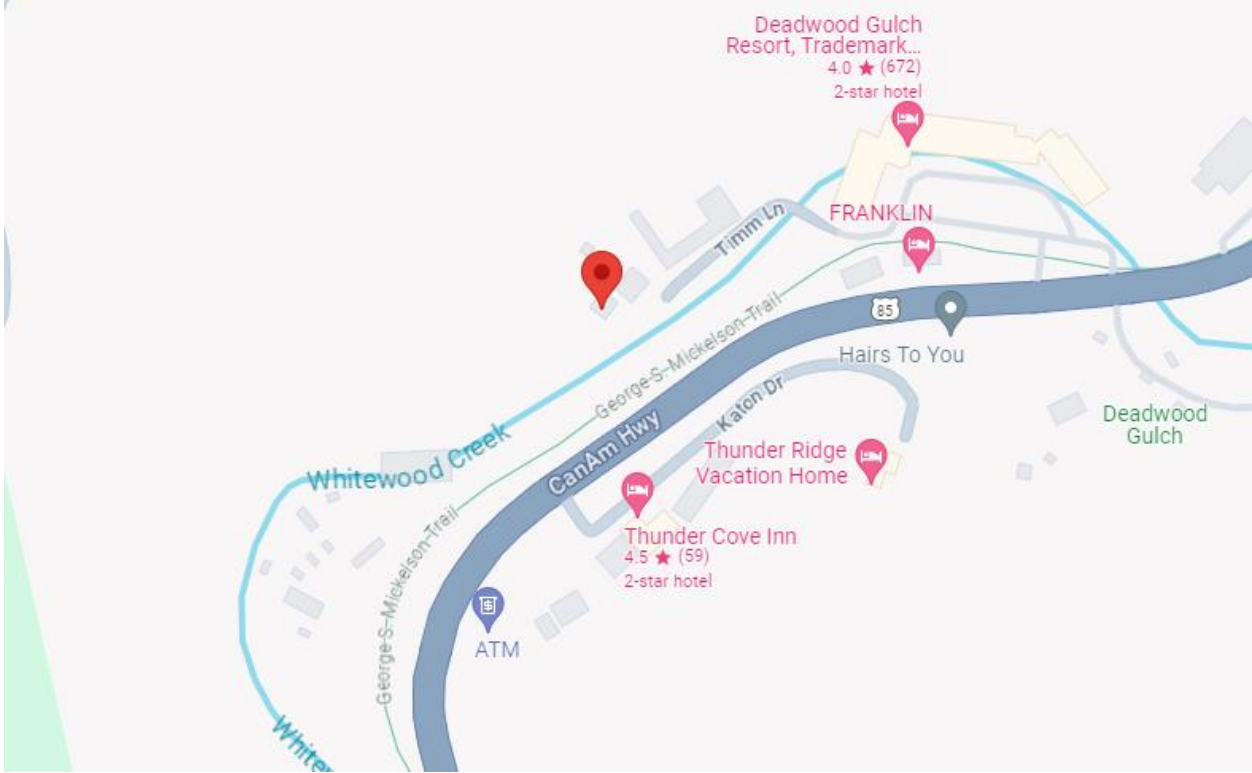 Deadwood Gulch
Resort, Trademark...
4.0 ★ (672)
2-star hotel
FRANKLIN
Timm Ln
George S. Mickelson Trail
85
Hairs To You
Katon Dr
CanAm Hwy
Deadwood
Gulch
Thunder Ridge
Vacation Home
Whitewood Creek
Thunder Cove Inn
4.5 ★ (59)
2-star hotel
George S. Mickelson Trail
ATM